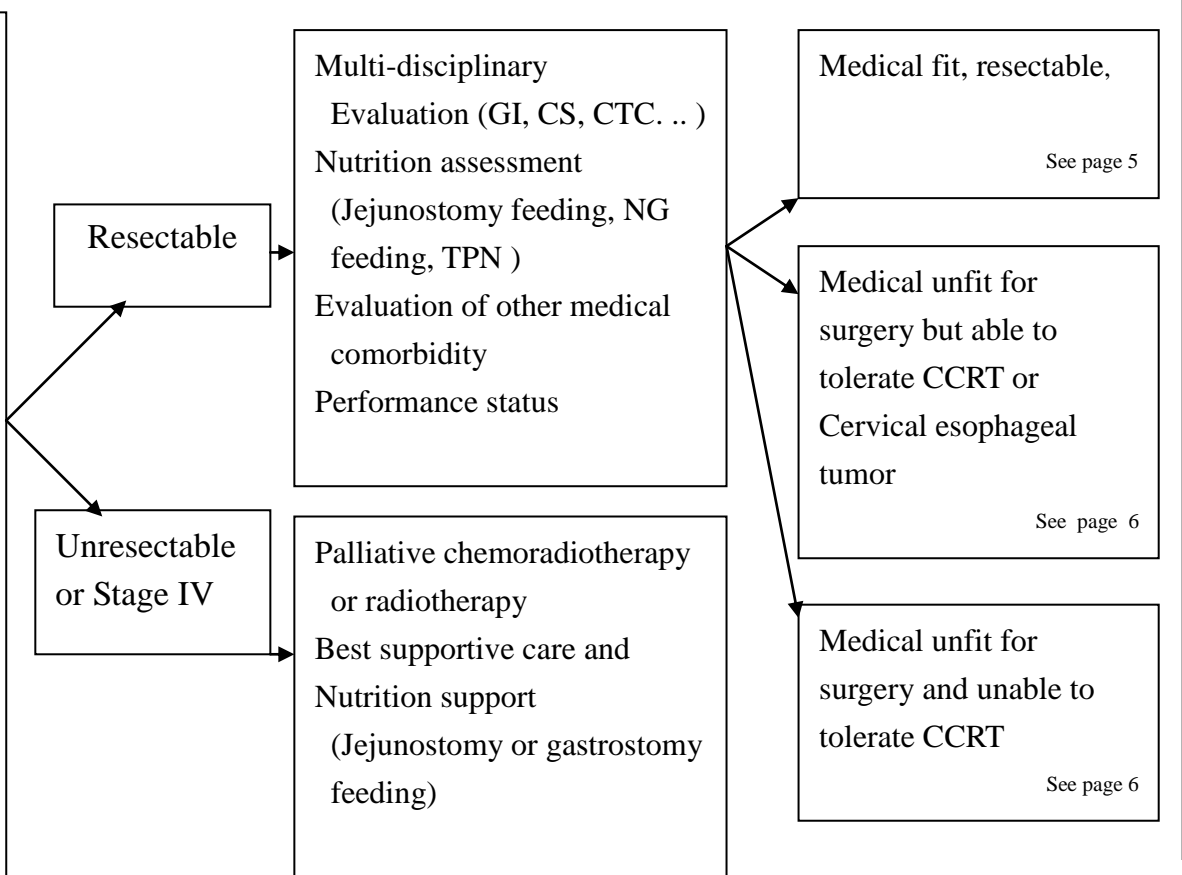 Resectable
Unresectable
or Stage IV
Multi-disciplinary
Evaluation (GI, CS, CTC. .. )
Nutrition assessment
(Jejunostomy feeding, NG
feeding, TPN )
Evaluation of other medical
comorbidity
Performance status
Palliative chemoradiotherapy
or radiotherapy
Best supportive care and
Nutrition support
(Jejunostomy or gastrostomy
feeding)
Medical fit, resectable,
See page 5
Medical unfit for
surgery but able to
tolerate CCRT or
Cervical esophageal
tumor
See page 6
Medical unfit for
surgery and unable to
tolerate CCRT
See page 6